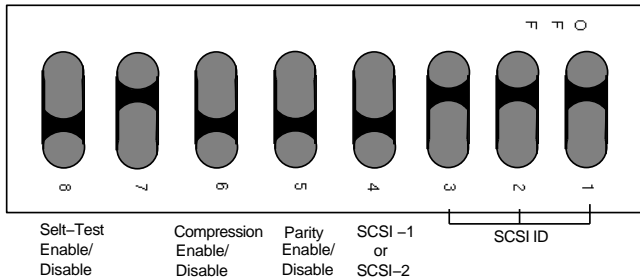 OFF
8 7 6 5 4 3 2 1
Selt–Test
Enable/
Disable
Compression
Enable/
Disable
Parity
Enable/
Disable
SCSI –1
or
SCSI–2
SCSI ID